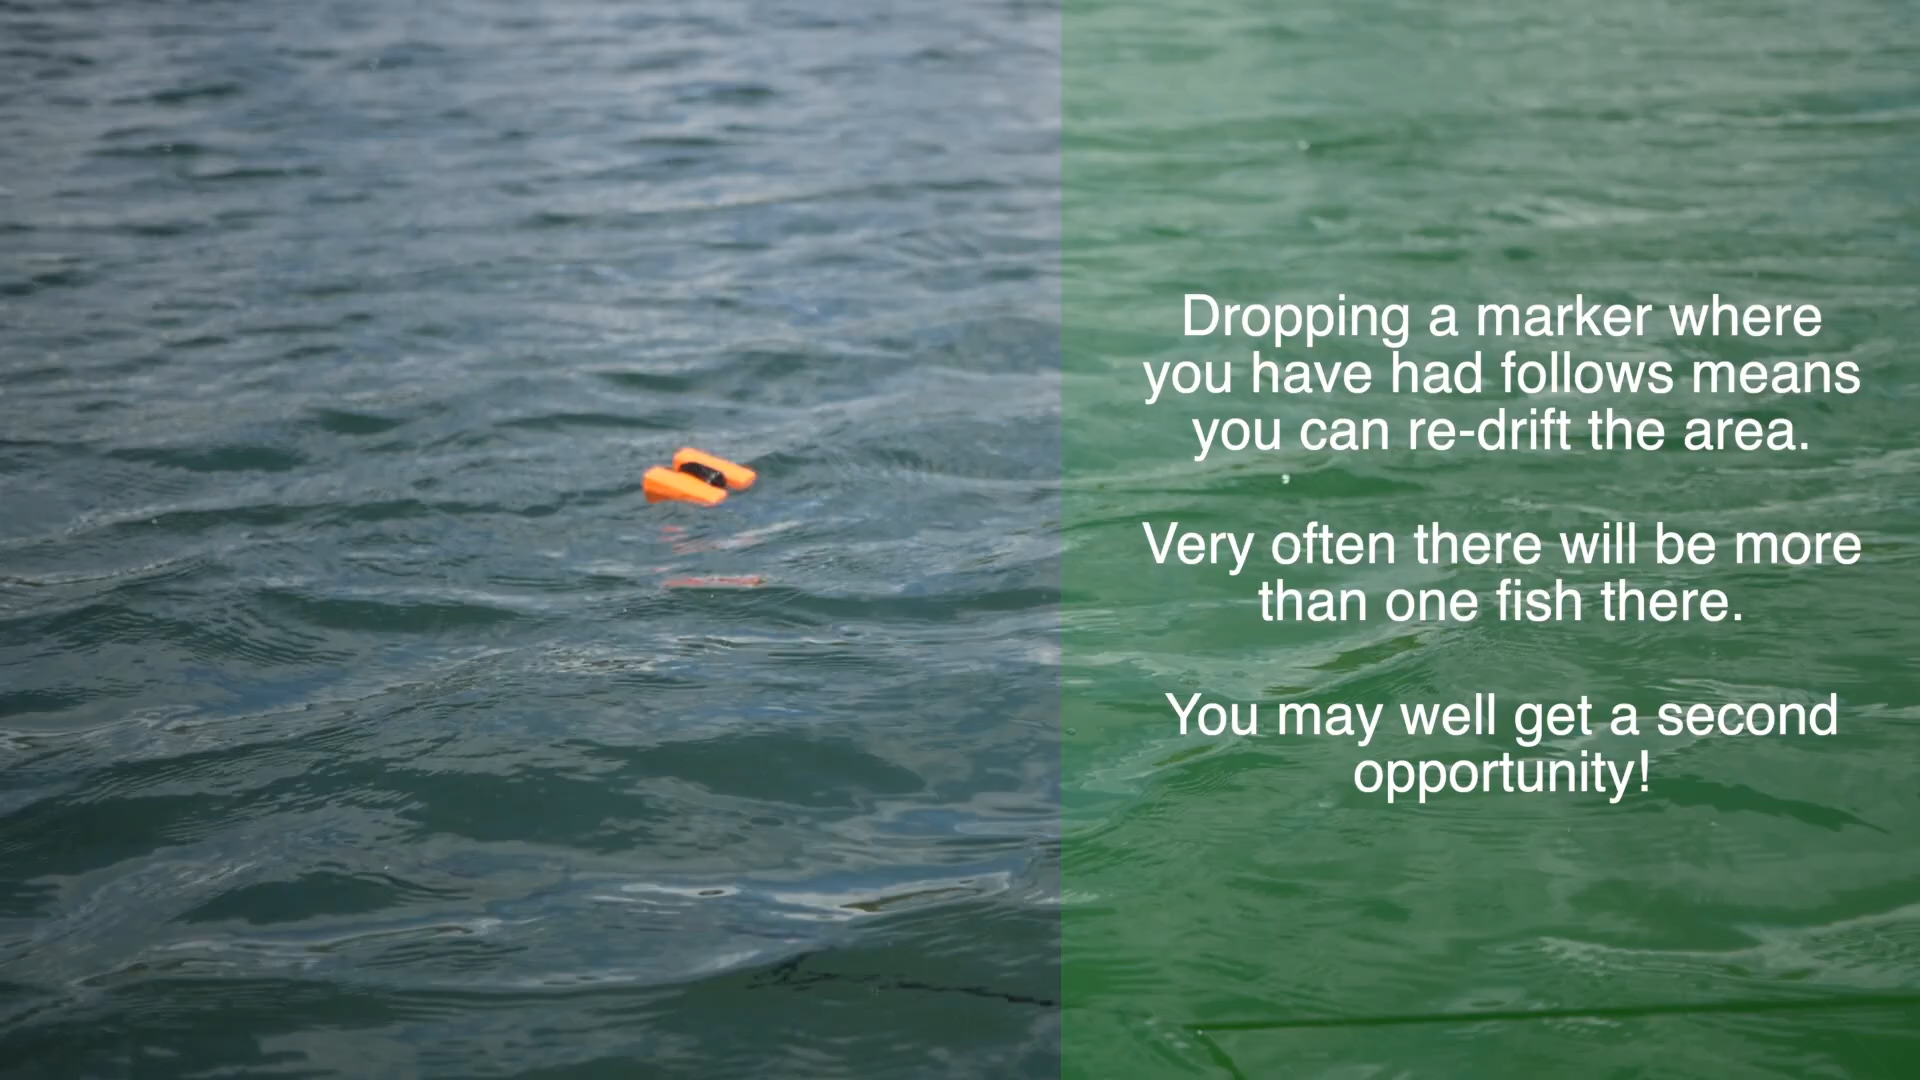 Dropping a marker where
you have had follows means
you can re-drift the area.
Very often there will be more
than one fish there.
You may well get a second
opportunity!